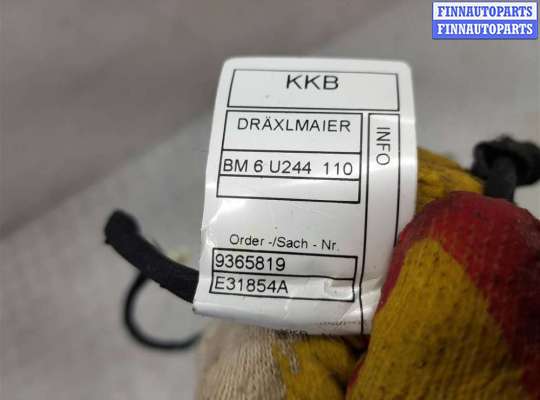 FINNAUTOPARTS
FINNAUTOPARTS
KKB
DRÄXLMAIER
INFO
BM 6 U244 110
Order -/Sach - Nr.
9365819
E31854A